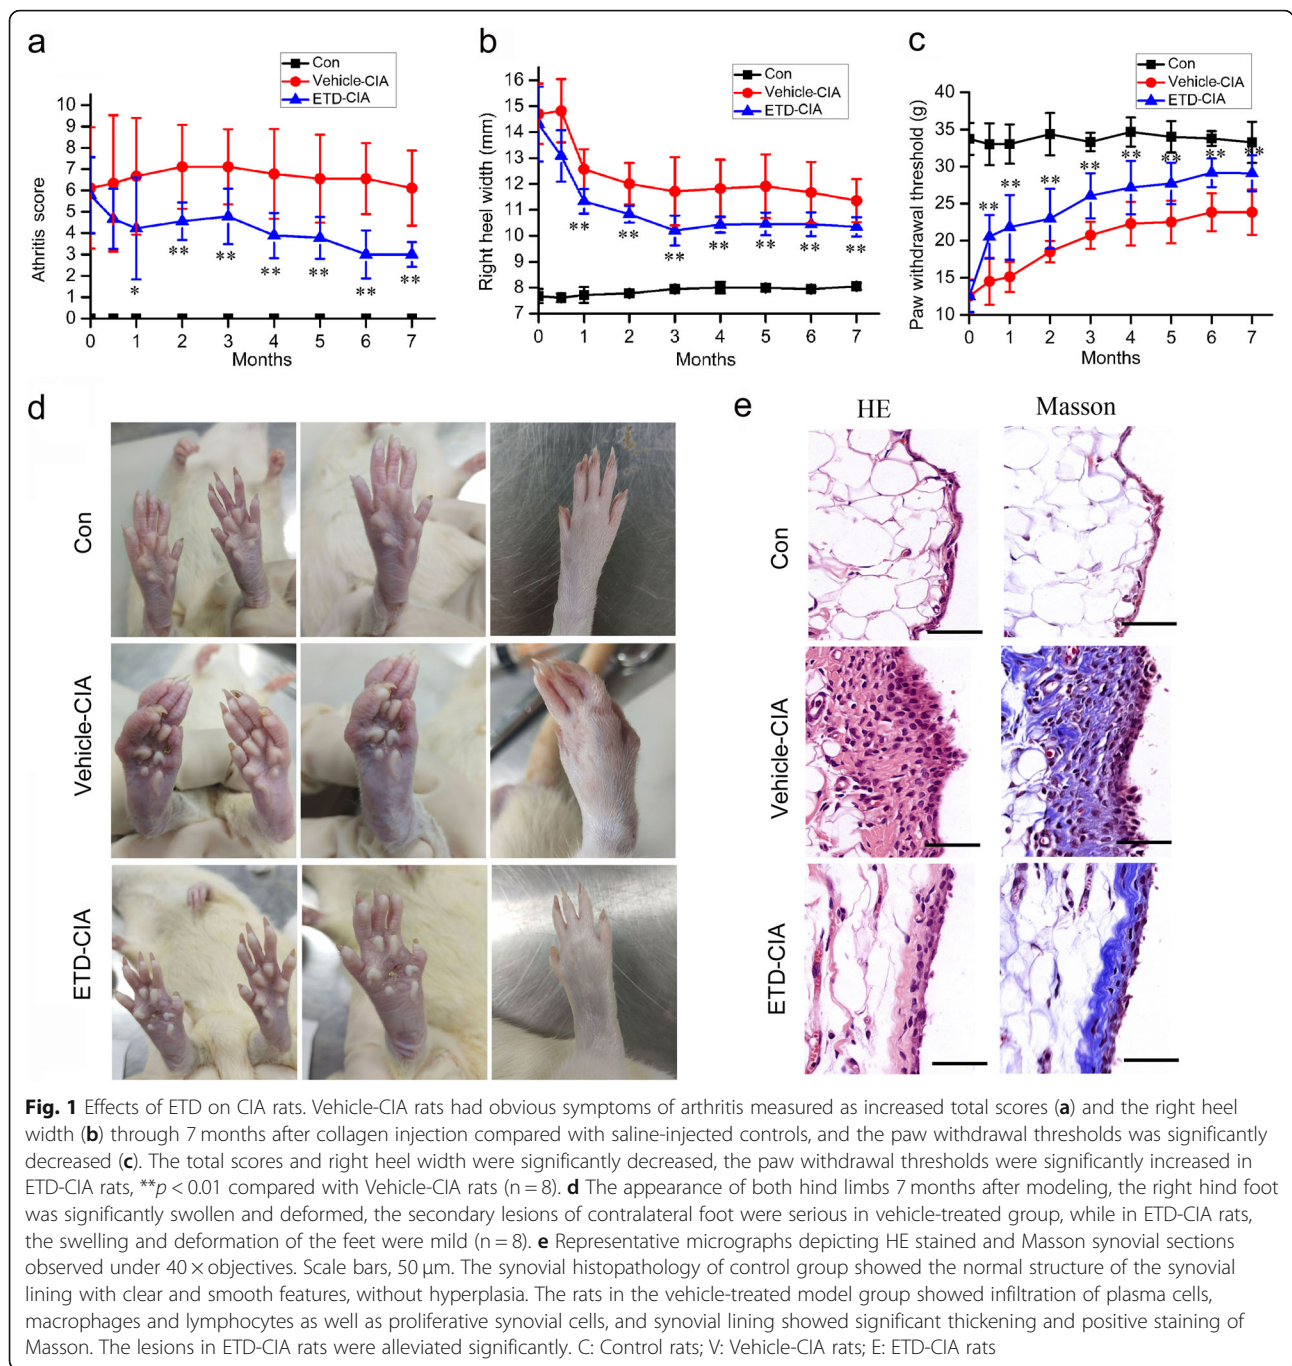 a
Con
Vehicle-CIA
ETD-CIA
Athritis score
10
9
8
7
6
5
4
3
2
1
0
* ** ** ** ** ** **
0 1 2 3 4 5 6 7
Months
b
Con
Vehicle-CIA
ETD-CIA
Right heel width (mm)
16
15
14
13
12
11
10
9
8
7
** ** ** ** ** ** **
0 1 2 3 4 5 6 7
Months
c
Con
Vehicle-CIA
ETD-CIA
Paw withdrawal threshold (g)
40
35
30
25
20
15
10
** ** ** ** ** ** ** **
0 1 2 3 4 5 6 7
Months
d
Con
Vehicle-CIA
ETD-CIA
e
HE Masson
Con
Vehicle-CIA
ETD-CIA
Fig. 1 Effects of ETD on CIA rats. Vehicle-CIA rats had obvious symptoms of arthritis measured as increased total scores (a) and the right heel
width (b) through 7 months after collagen injection compared with saline-injected controls, and the paw withdrawal thresholds was significantly
decreased (c). The total scores and right heel width were significantly decreased, the paw withdrawal thresholds were significantly increased in
ETD-CIA rats, **p < 0.01 compared with Vehicle-CIA rats (n = 8). d The appearance of both hind limbs 7 months after modeling, the right hind foot
was significantly swollen and deformed, the secondary lesions of contralateral foot were serious in vehicle-treated group, while in ETD-CIA rats,
the swelling and deformation of the feet were mild (n = 8). e Representative micrographs depicting HE stained and Masson synovial sections
observed under 40 × objectives. Scale bars, 50 μm. The synovial histopathology of control group showed the normal structure of the synovial
lining with clear and smooth features, without hyperplasia. The rats in the vehicle-treated model group showed infiltration of plasma cells,
macrophages and lymphocytes as well as proliferative synovial cells, and synovial lining showed significant thickening and positive staining of
Masson. The lesions in ETD-CIA rats were alleviated significantly. C: Control rats; V: Vehicle-CIA rats; E: ETD-CIA rats